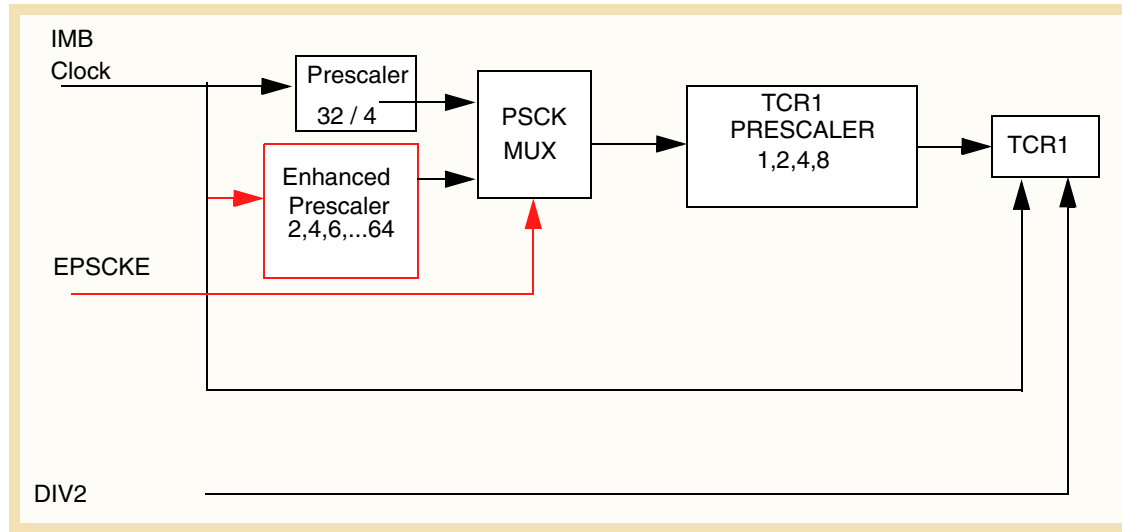 IMB
Clock
Prescaler
32 / 4
PSCK
MUX
TCR1
PRESCALER
1,2,4,8
TCR1
Enhanced
Prescaler
2,4,6,...64
EPSCKE
DIV2